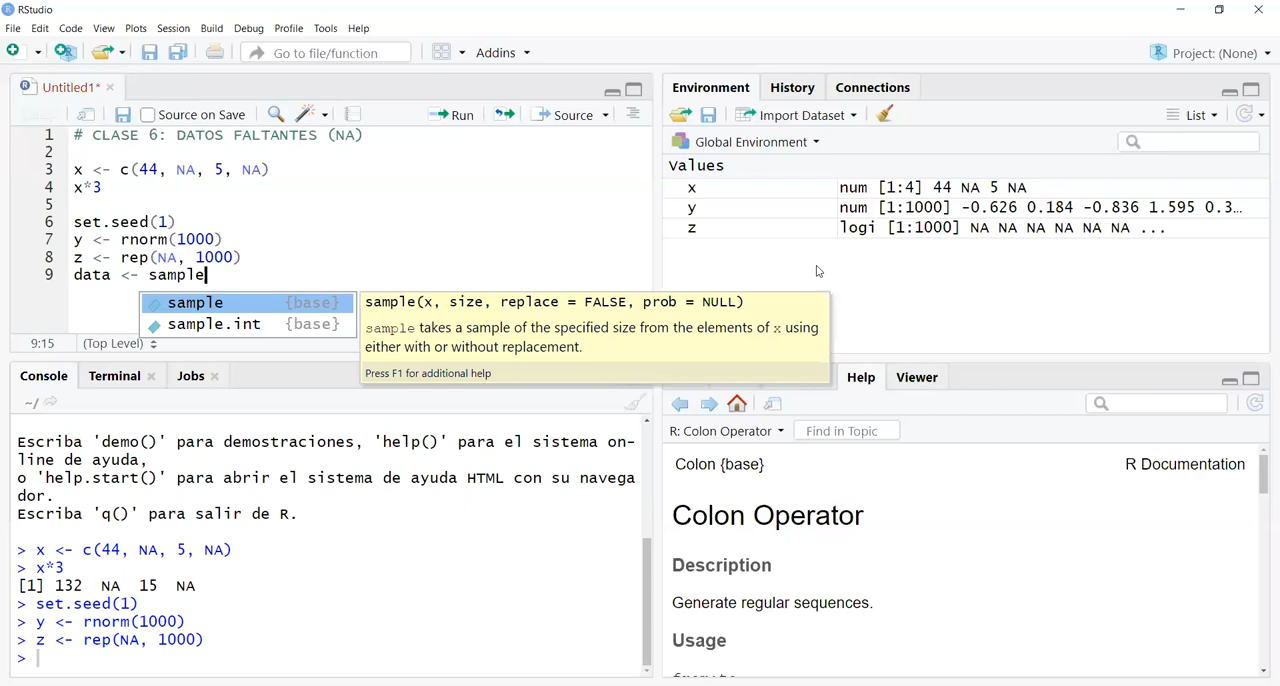 RStudio
File Edit Code View Plots Session Build Debug Profile Tools Help
Go to file/function Addins Project: (None)
Untitled1*
Source on Save Run Source
1 # CLASE 6: DATOS FALTANTES (NA)
2
3 x <- c(44, NA, 5, NA)
4 x*3
5
6 set.seed(1)
7 y <- rnorm(1000)
8 z <- rep(NA, 1000)
9 data <- sample
sample {base}
sample.int {base}
sample(x, size, replace = FALSE, prob = NULL)
sample takes a sample of the specified size from the elements of x using
either with or without replacement.
Press F1 for additional help
9:15 (Top Level)
Console Terminal Jobs
~/
Escriba 'demo()' para demostraciones, 'help()' para el sistema on-
line de ayuda,
o 'help.start()' para abrir el sistema de ayuda HTML con su navega
dor.
Escriba 'q()' para salir de R.
> x <- c(44, NA, 5, NA)
> x*3
[1] 132 NA 15 NA
> set.seed(1)
> y <- rnorm(1000)
> z <- rep(NA, 1000)
>
Environment History Connections
Import Dataset List
Global Environment
Values
x num [1:4] 44 NA 5 NA
y num [1:1000] -0.626 0.184 -0.836 1.595 0.3...
z logi [1:1000] NA NA NA NA NA NA ...
Help Viewer
R: Colon Operator Find in Topic
Colon {base} R Documentation
Colon Operator
Description
Generate regular sequences.
Usage